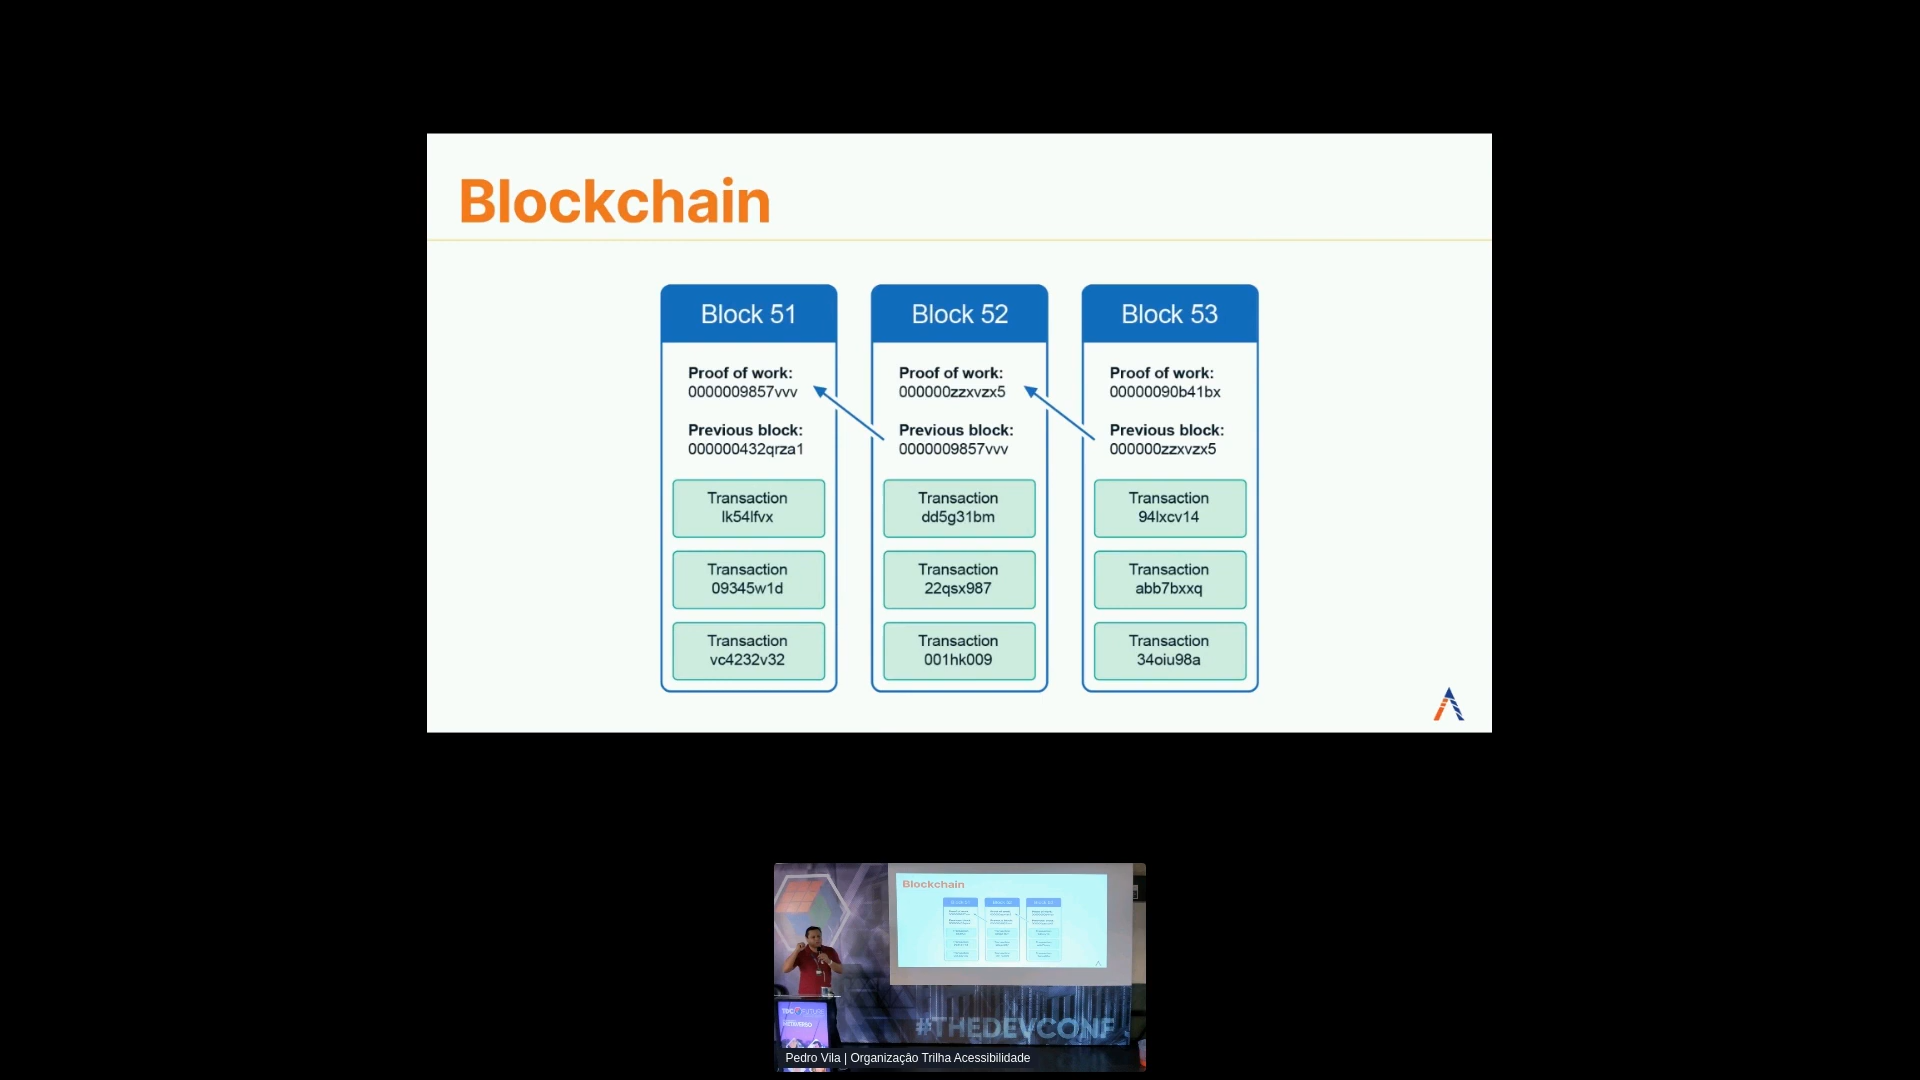 Blockchain
Block 51
Proof of work:
0000009857vvv
Previous block:
000000432qrza1
Transaction
lk54lfvx
Transaction
09345w1d
Transaction
vc4232v32
Block 52
Proof of work:
000000zzxvzx5
Previous block:
0000009857vvv
Transaction
dd5g31bm
Transaction
22qsx987
Transaction
001hk009
Block 53
Proof of work:
00000090b41bx
Previous block:
000000zzxvzx5
Transaction
94lxcv14
Transaction
abb7bxxq
Transaction
34oiu98a
Blockchain
#THEDEVCONF
Pedro Vila | Organização Trilha Acessibilidade